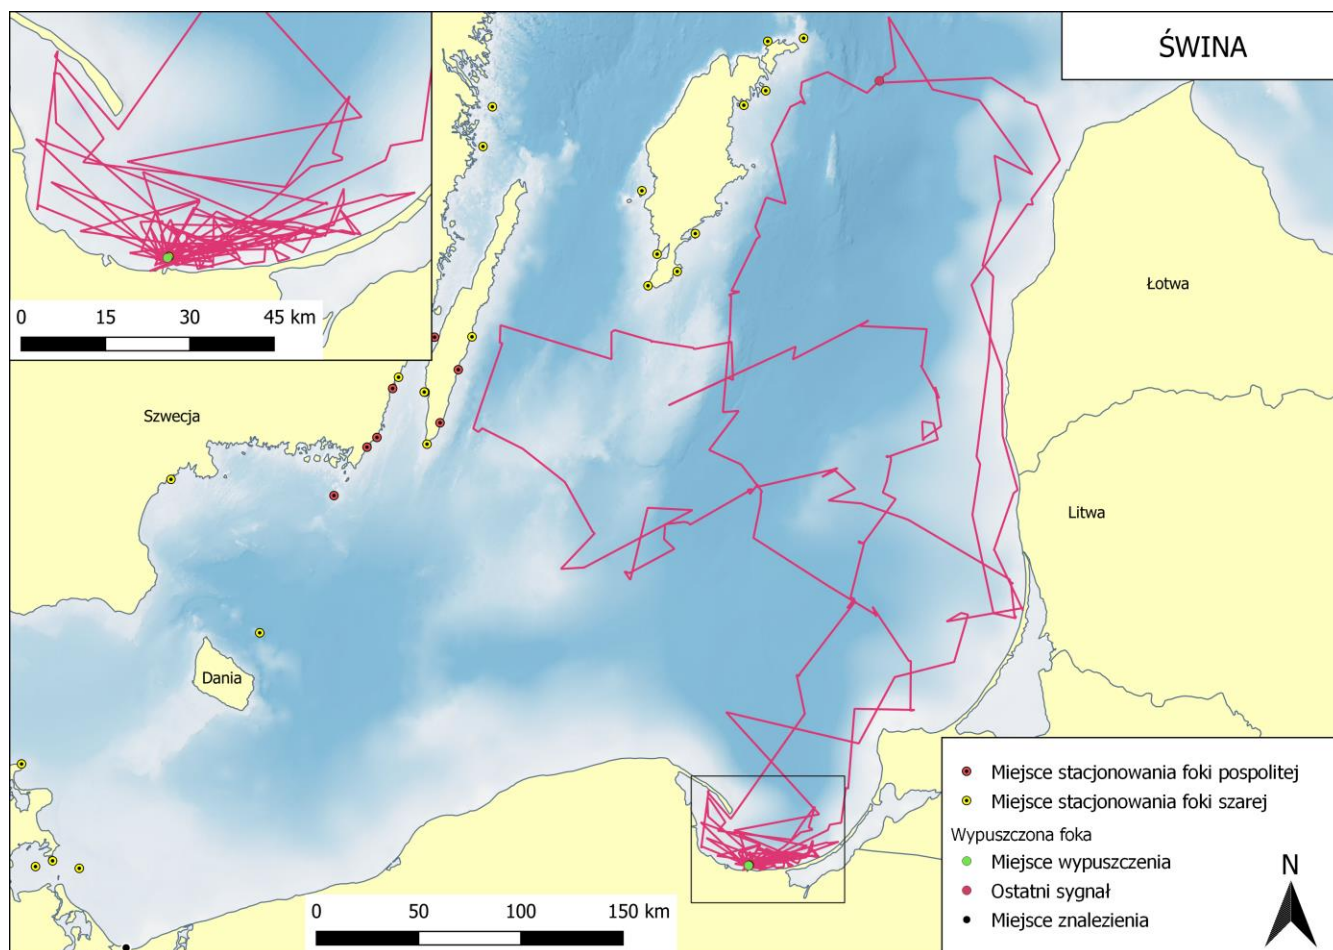 ŚWINA
0 15 30 45 km
Łotwa
Szwecja
Litwa
Dania
Miejsce stacjonowania foki pospolitej
Miejsce stacjonowania foki szarej
Wypuszczona foka
Miejsce wypuszczenia
Ostatni sygnał
Miejsce znalezienia
N
0 50 100 150 km